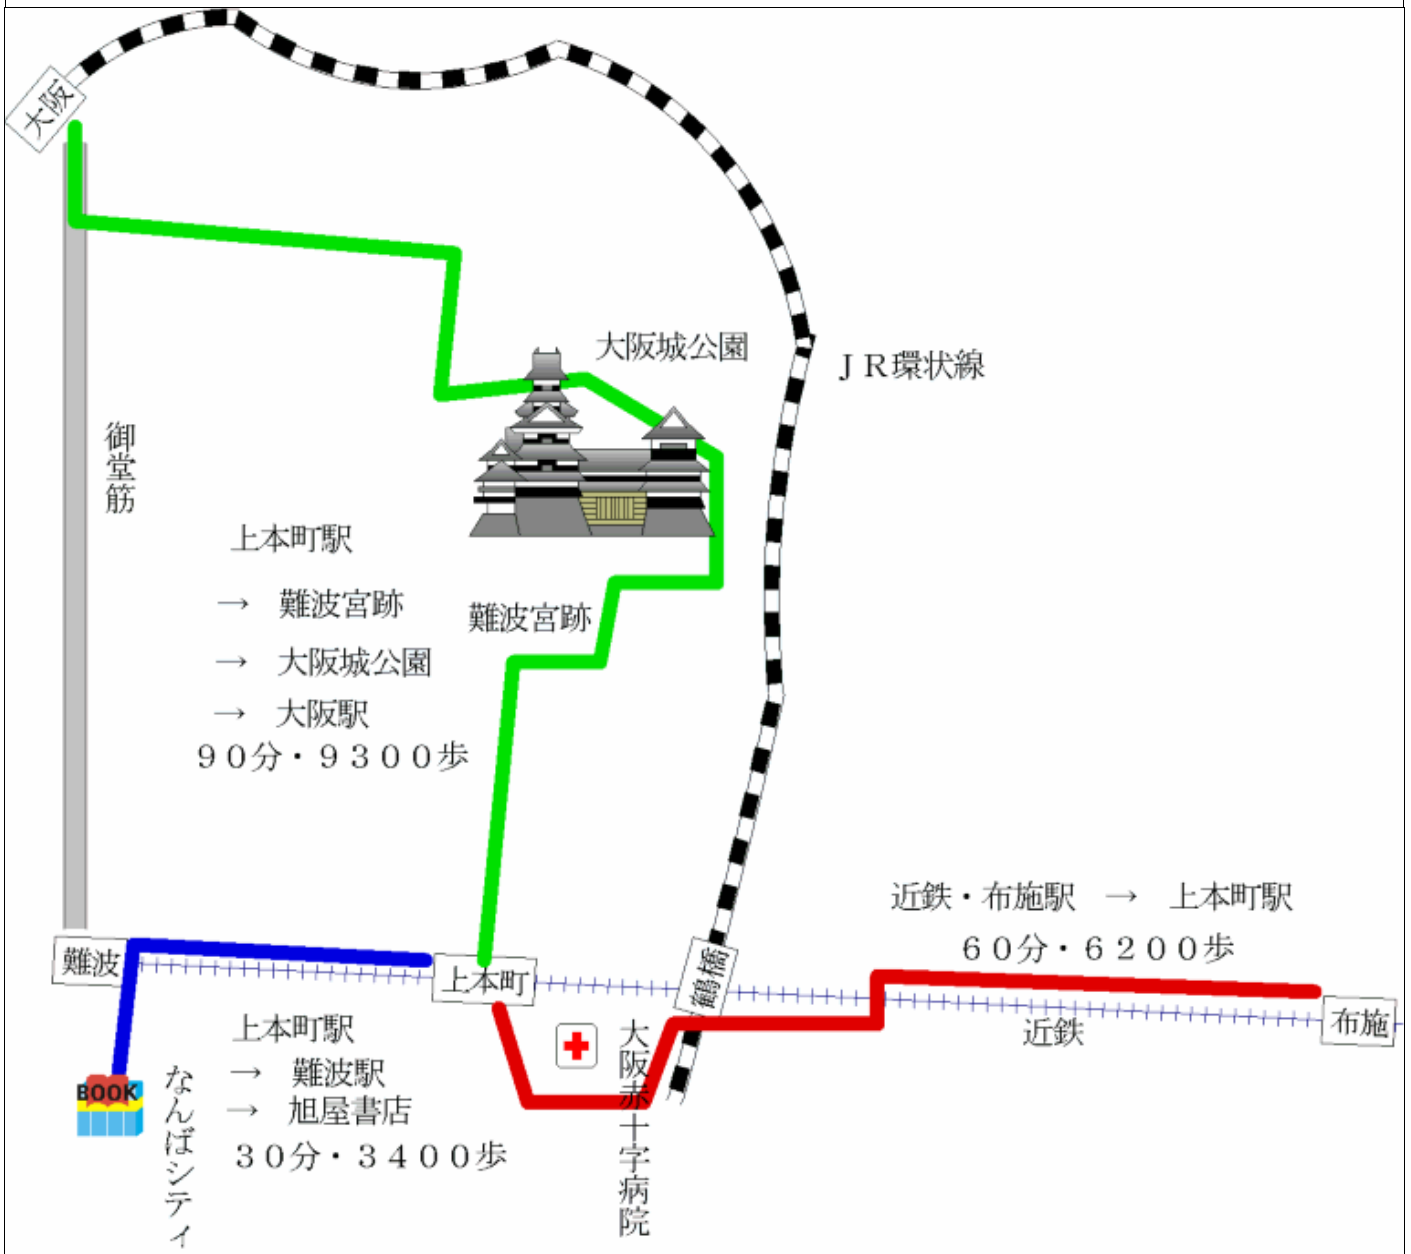 大阪
大阪城公園
ＪＲ環状線
御堂筋
上本町駅
→　難波宮跡
→　大阪城公園
→　大阪駅
９０分・９３００歩
難波宮跡
近鉄・布施駅　→　上本町駅
６０分・６２００歩
難波
上本町
鶴橋
布施
近鉄
上本町駅
→　難波駅
→　旭屋書店
３０分・３４００歩
大阪赤十字病院
BOOK
なんばシティ